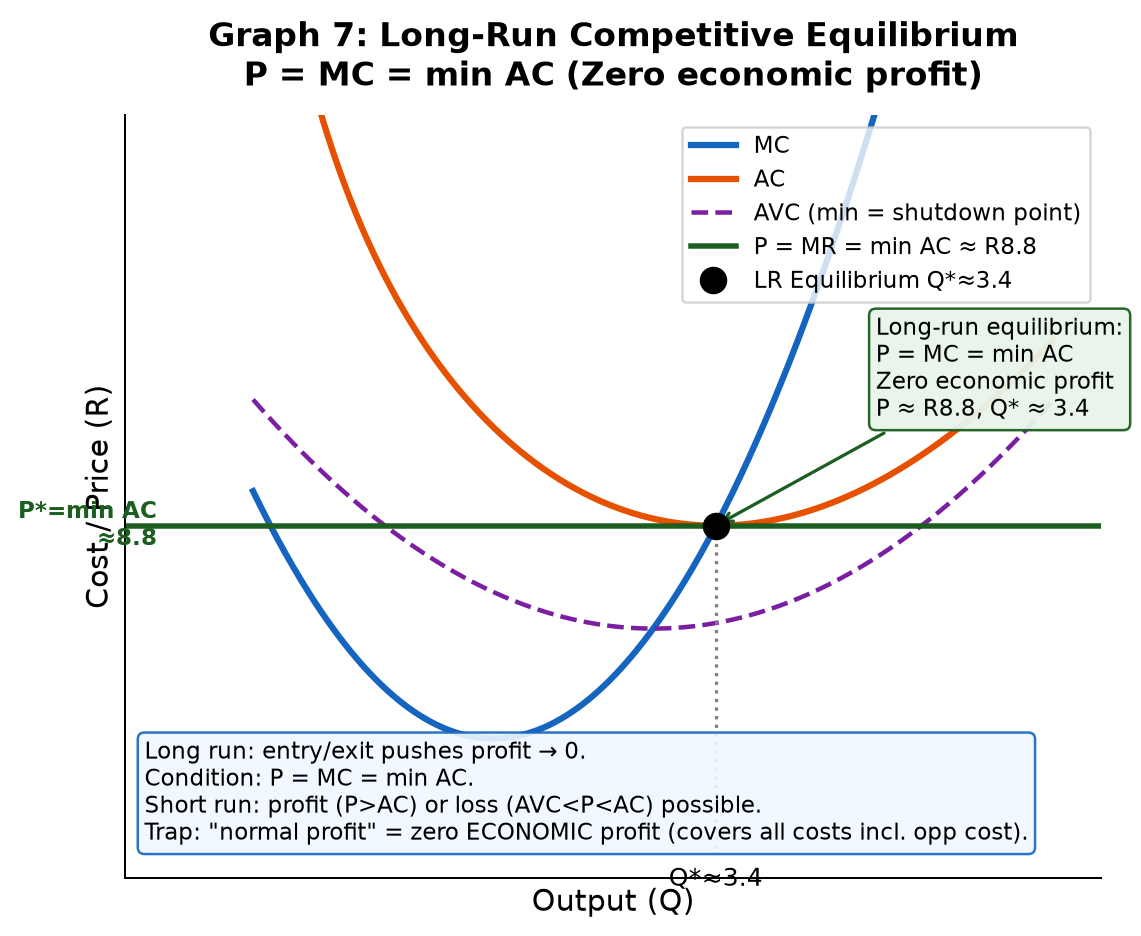 Graph 7: Long-Run Competitive Equilibrium
P = MC = min AC (Zero economic profit)
MC
AC
AVC (min = shutdown point)
P = MR = min AC ≈ R8.8
LR Equilibrium Q*≈3.4
Long-run equilibrium:
P = MC = min AC
Zero economic profit
P ≈ R8.8, Q* ≈ 3.4
Cost / Price (R)
P*=min AC
≈8.8
Long run: entry/exit pushes profit → 0.
Condition: P = MC = min AC.
Short run: profit (P>AC) or loss (AVC<P<AC) possible.
Trap: "normal profit" = zero ECONOMIC profit (covers all costs incl. opp cost).
Q*≈3.4
Output (Q)